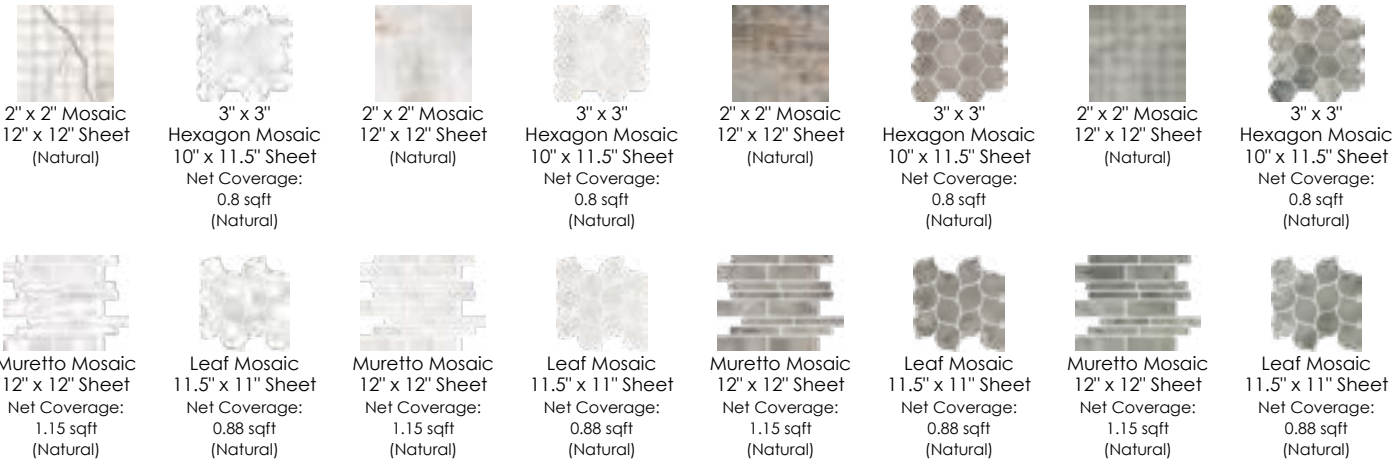 2" x 2" Mosaic
12" x 12" Sheet
(Natural)
3" x 3"
Hexagon Mosaic
10" x 11.5" Sheet
Net Coverage:
0.8 sqft
(Natural)
2" x 2" Mosaic
12" x 12" Sheet
(Natural)
3" x 3"
Hexagon Mosaic
10" x 11.5" Sheet
Net Coverage:
0.8 sqft
(Natural)
2" x 2" Mosaic
12" x 12" Sheet
(Natural)
3" x 3"
Hexagon Mosaic
10" x 11.5" Sheet
Net Coverage:
0.8 sqft
(Natural)
2" x 2" Mosaic
12" x 12" Sheet
(Natural)
3" x 3"
Hexagon Mosaic
10" x 11.5" Sheet
Net Coverage:
0.8 sqft
(Natural)
Muretto Mosaic
12" x 12" Sheet
Net Coverage:
1.15 sqft
(Natural)
Leaf Mosaic
11.5" x 11" Sheet
Net Coverage:
0.88 sqft
(Natural)
Muretto Mosaic
12" x 12" Sheet
Net Coverage:
1.15 sqft
(Natural)
Leaf Mosaic
11.5" x 11" Sheet
Net Coverage:
0.88 sqft
(Natural)
Muretto Mosaic
12" x 12" Sheet
Net Coverage:
1.15 sqft
(Natural)
Leaf Mosaic
11.5" x 11" Sheet
Net Coverage:
0.88 sqft
(Natural)
Muretto Mosaic
12" x 12" Sheet
Net Coverage:
1.15 sqft
(Natural)
Leaf Mosaic
11.5" x 11" Sheet
Net Coverage:
0.88 sqft
(Natural)